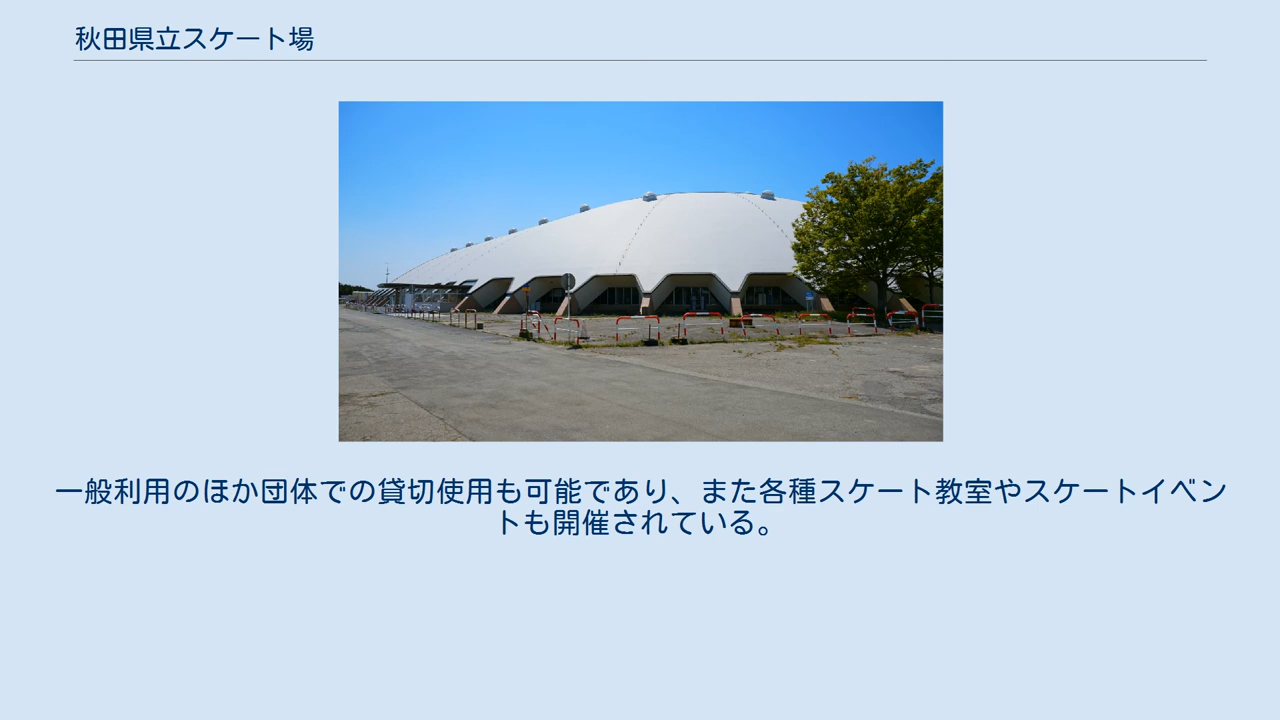 秋田県立スケート場
一般利用のほか団体での貸切使用も可能であり、また各種スケート教室やスケートイベン
トも開催されている。